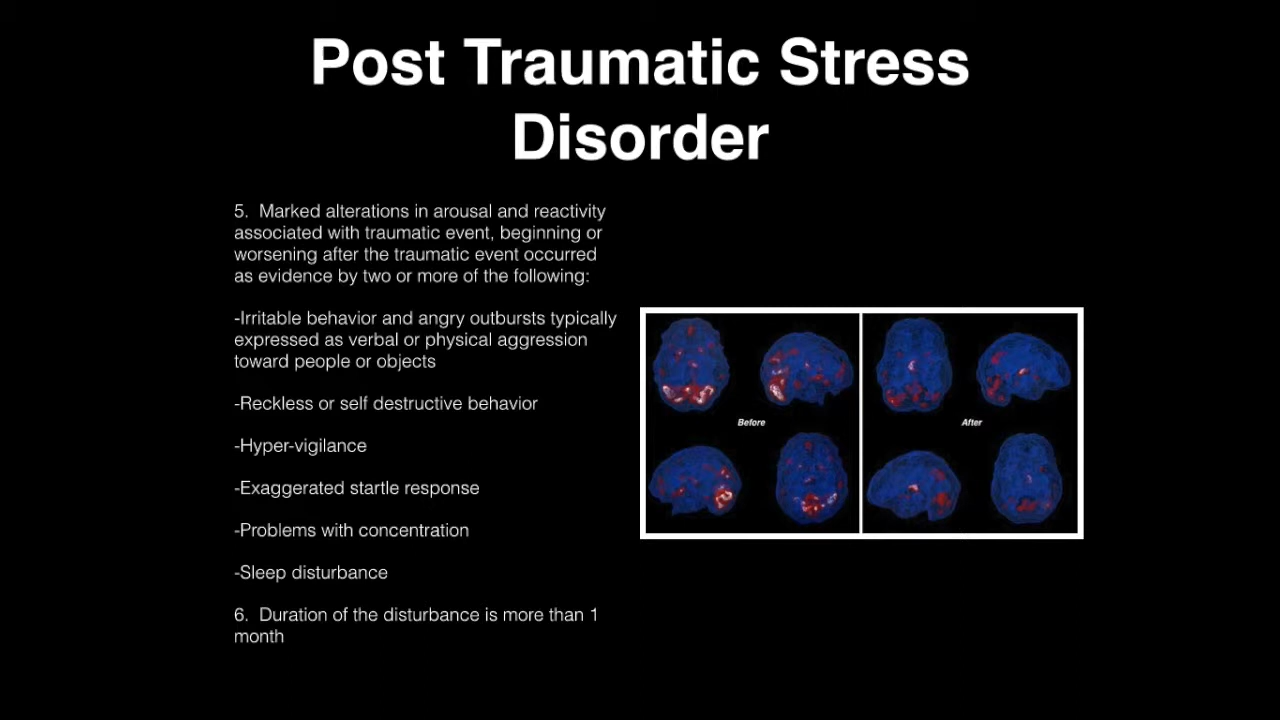 Post Traumatic Stress
Disorder
5.  Marked alterations in arousal and reactivity
associated with traumatic event, beginning or
worsening after the traumatic event occurred
as evidence by two or more of the following:
-Irritable behavior and angry outbursts typically
expressed as verbal or physical aggression
toward people or objects
-Reckless or self destructive behavior
-Hyper-vigilance
-Exaggerated startle response
-Problems with concentration
-Sleep disturbance
6.  Duration of the disturbance is more than 1
month
Before
After